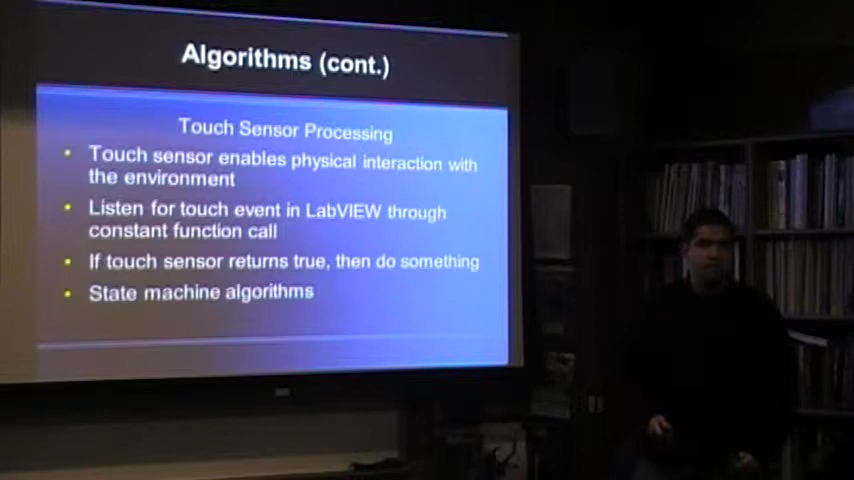 Algorithms (cont.)
Touch Sensor Processing
• Touch sensor enables physical interaction with
the environment
• Listen for touch event in LabVIEW through
constant function call
• If touch sensor returns true, then do something
• State machine algorithms